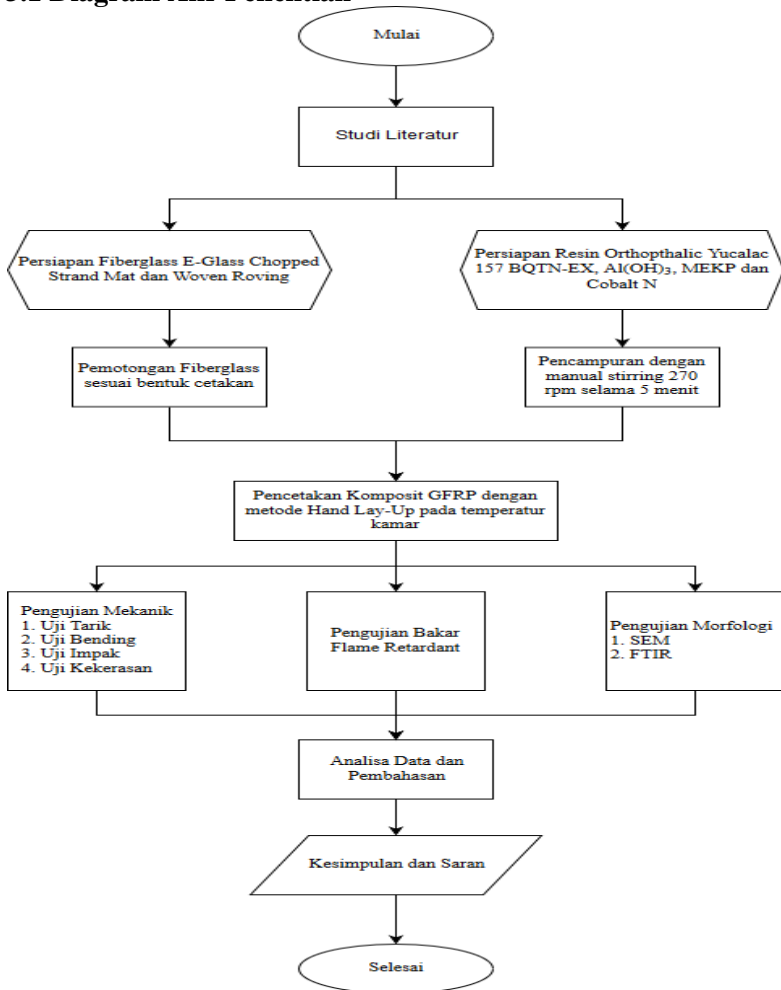 Mulai
Studi Literatur
Persiapan Fiberglass E-Glass Chopped
Strand Mat dan Woven Roving
Persiapan Resin Orthopthalic Yucalac
157 BQTN-EX, Al(OH)₃, MEKP dan
Cobalt N
Pemotongan Fiberglass
sesuai bentuk cetakan
Pencampuran dengan
manual stirring 270
rpm selama 5 menit
Pencetakan Komposit GFRP dengan
metode Hand Lay-Up pada temperatur
kamar
Pengujian Mekanik
1. Uji Tarik
2. Uji Bending
3. Uji Impak
4. Uji Kekerasan
Pengujian Bakar
Flame Retardant
Pengujian Morfologi
1. SEM
2. FTIR
Analisa Data dan
Pembahasan
Kesimpulan dan Saran
Selesai